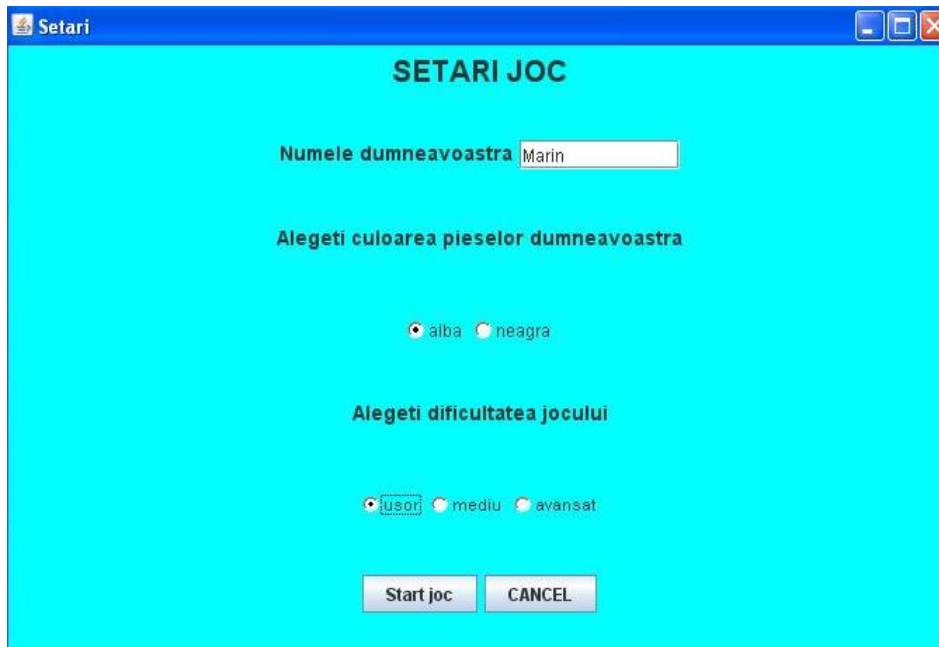 Setari
SETARI JOC
Numele dumneavoastra Marin
Alegeti culoarea pieselor dumneavoastra
alba neagra
Alegeti dificultatea jocului
usor mediu avansat
Start joc CANCEL